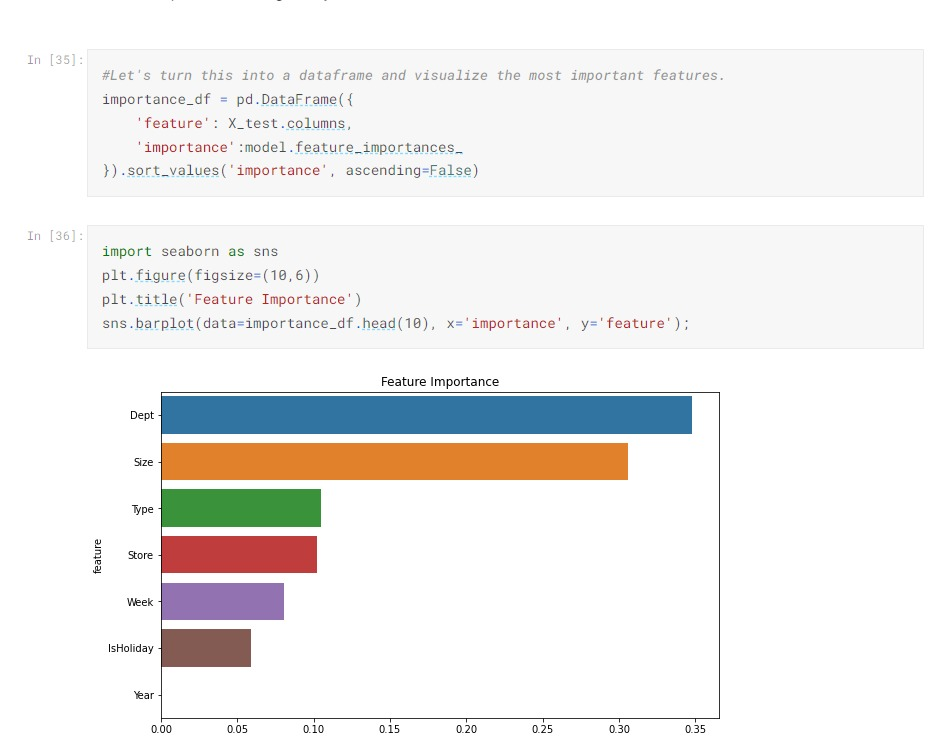 In [35]:
#Let's turn this into a dataframe and visualize the most important features.
importance_df = pd.DataFrame({
    'feature': X_test.columns,
    'importance':model.feature_importances_
}).sort_values('importance', ascending=False)
In [36]:
import seaborn as sns
plt.figure(figsize=(10,6))
plt.title('Feature Importance')
sns.barplot(data=importance_df.head(10), x='importance', y='feature');
Feature Importance
Dept
Size
Type
Store
feature
Week
IsHoliday
Year
0.00 0.05 0.10 0.15 0.20 0.25 0.30 0.35